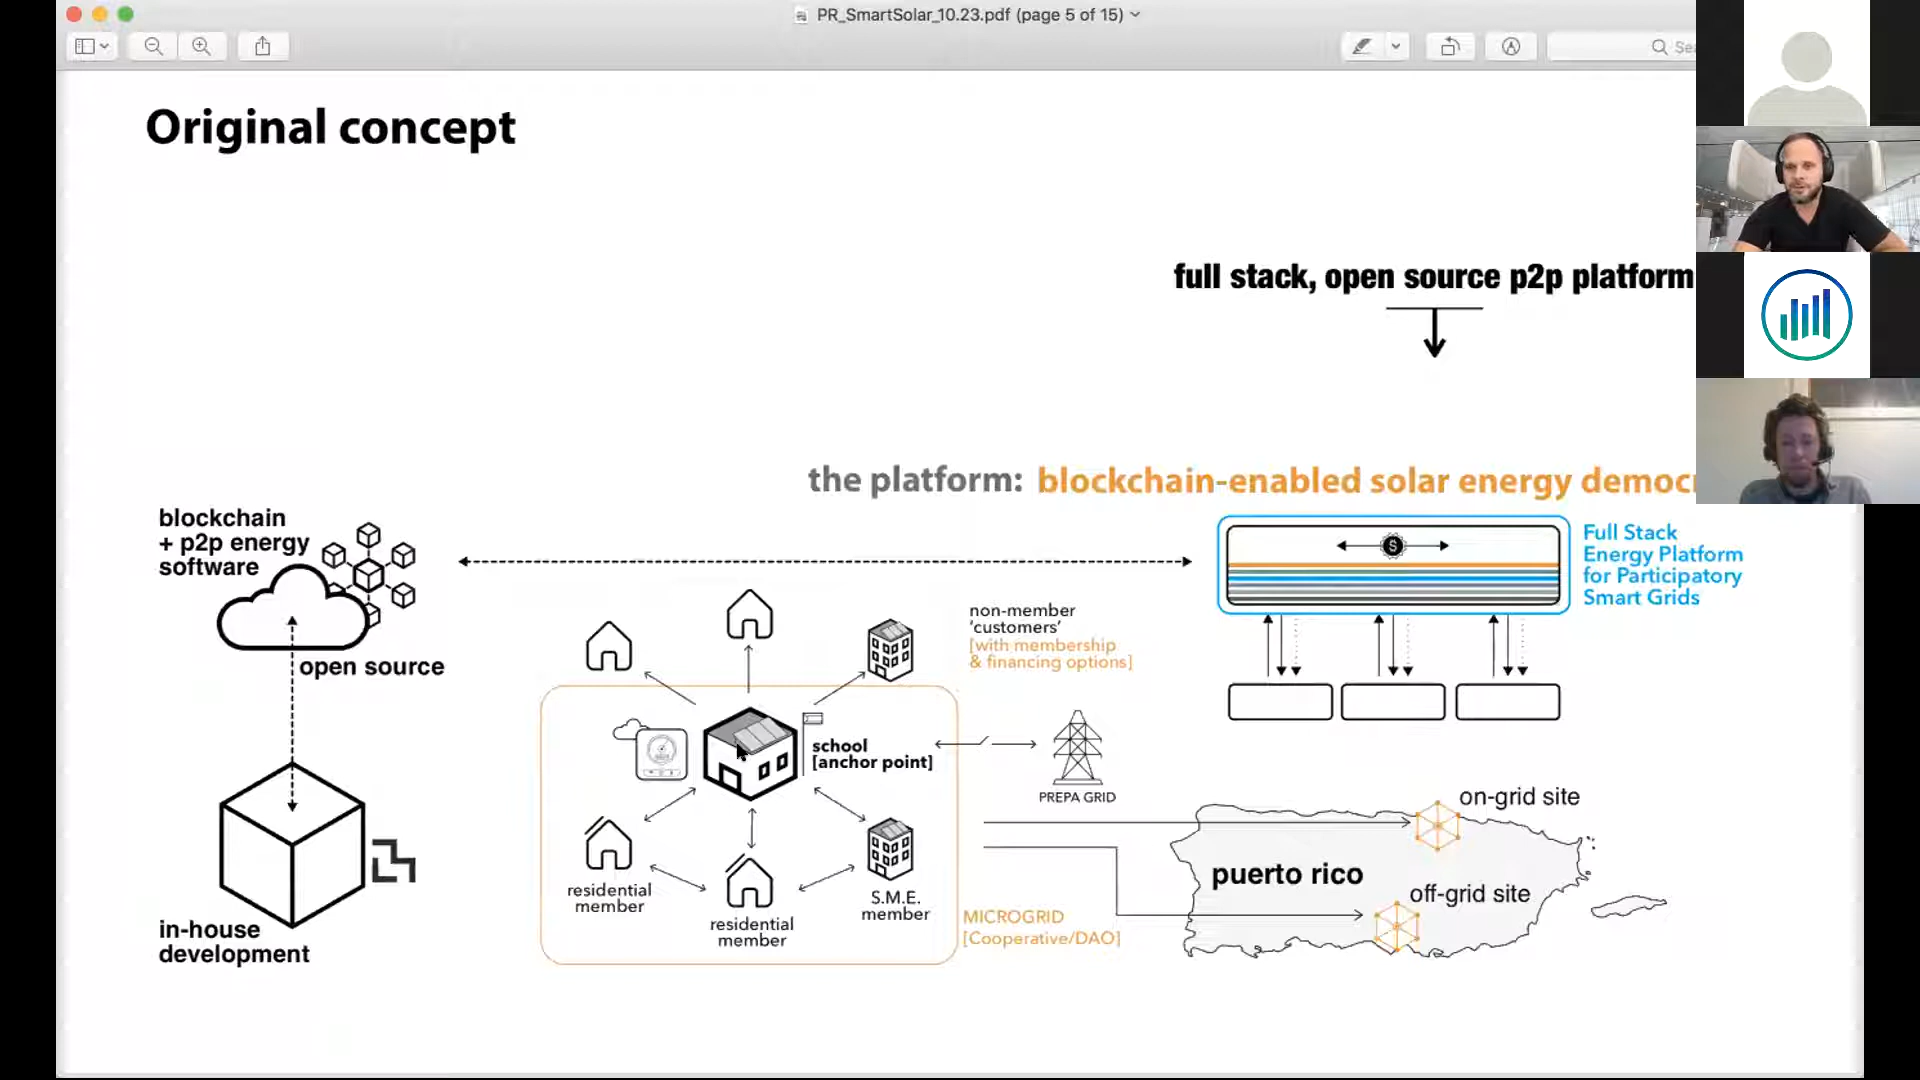 PR_SmartSolar_10.23.pdf (page 5 of 15)
Original concept
full stack, open source p2p platform
the platform: blockchain-enabled solar energy
blockchain
+ p2p energy
software
open source
in-house
development
non-member
'customers'
[with membership
& financing options]
school
[anchor point]
residential
member
residential
member
S.M.E.
member
MICROGRID
[Cooperative/DAO]
PREPA GRID
$
Full Stack
Energy Platform
for Participatory
Smart Grids
on-grid site
puerto rico
off-grid site